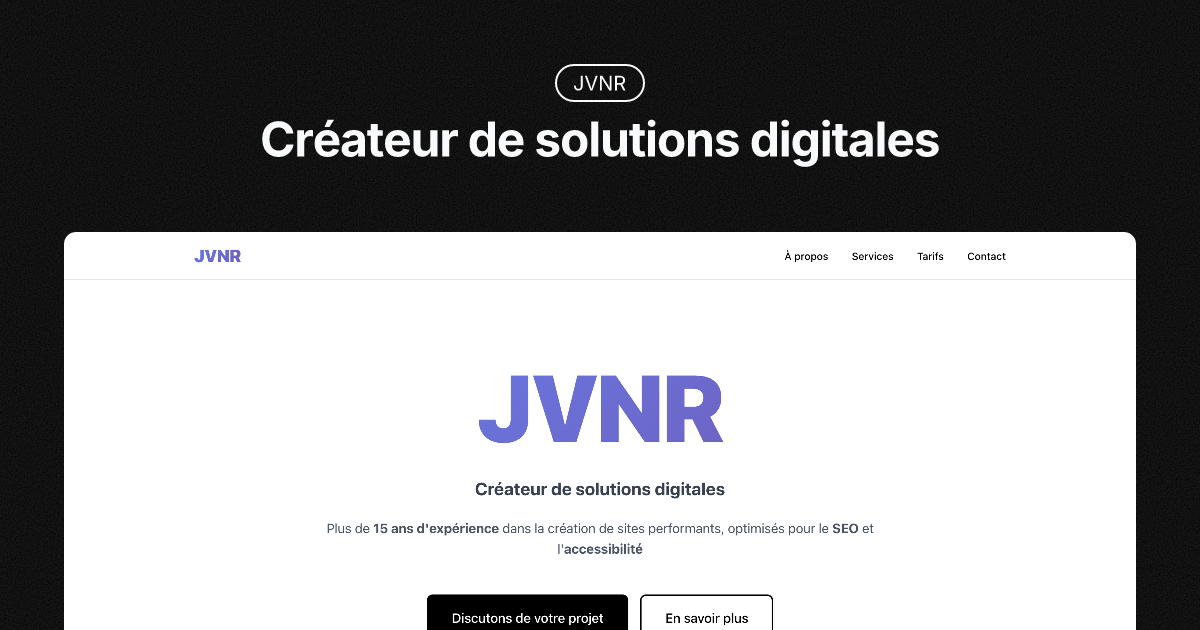 JVNR
Créateur de solutions digitales
JVNR
À propos
Services
Tarifs
Contact
JVNR
Créateur de solutions digitales
Plus de 15 ans d'expérience dans la création de sites performants, optimisés pour le SEO et
l'accessibilité
Discutons de votre projet
En savoir plus